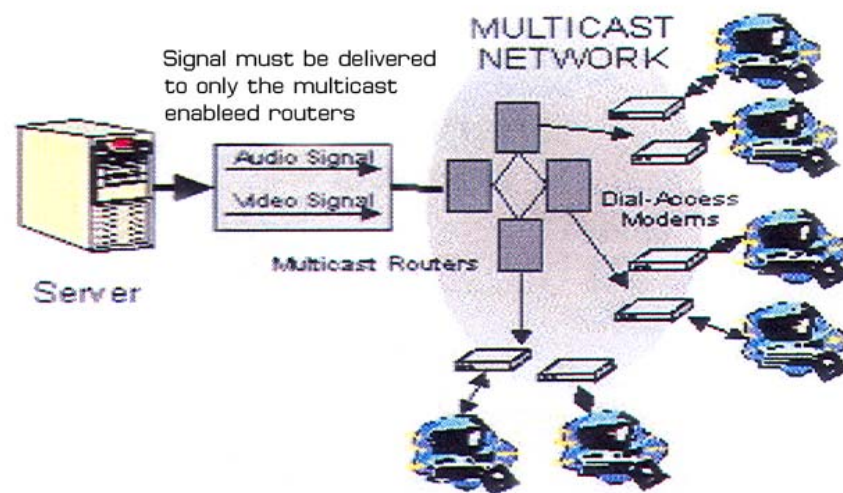 MULTICAST
NETWORK
Signal must be delivered
to only the multicast
enableed routers
Audio Signal
Video Signal
Dial-Access
Modems
Multicast Routers
Server